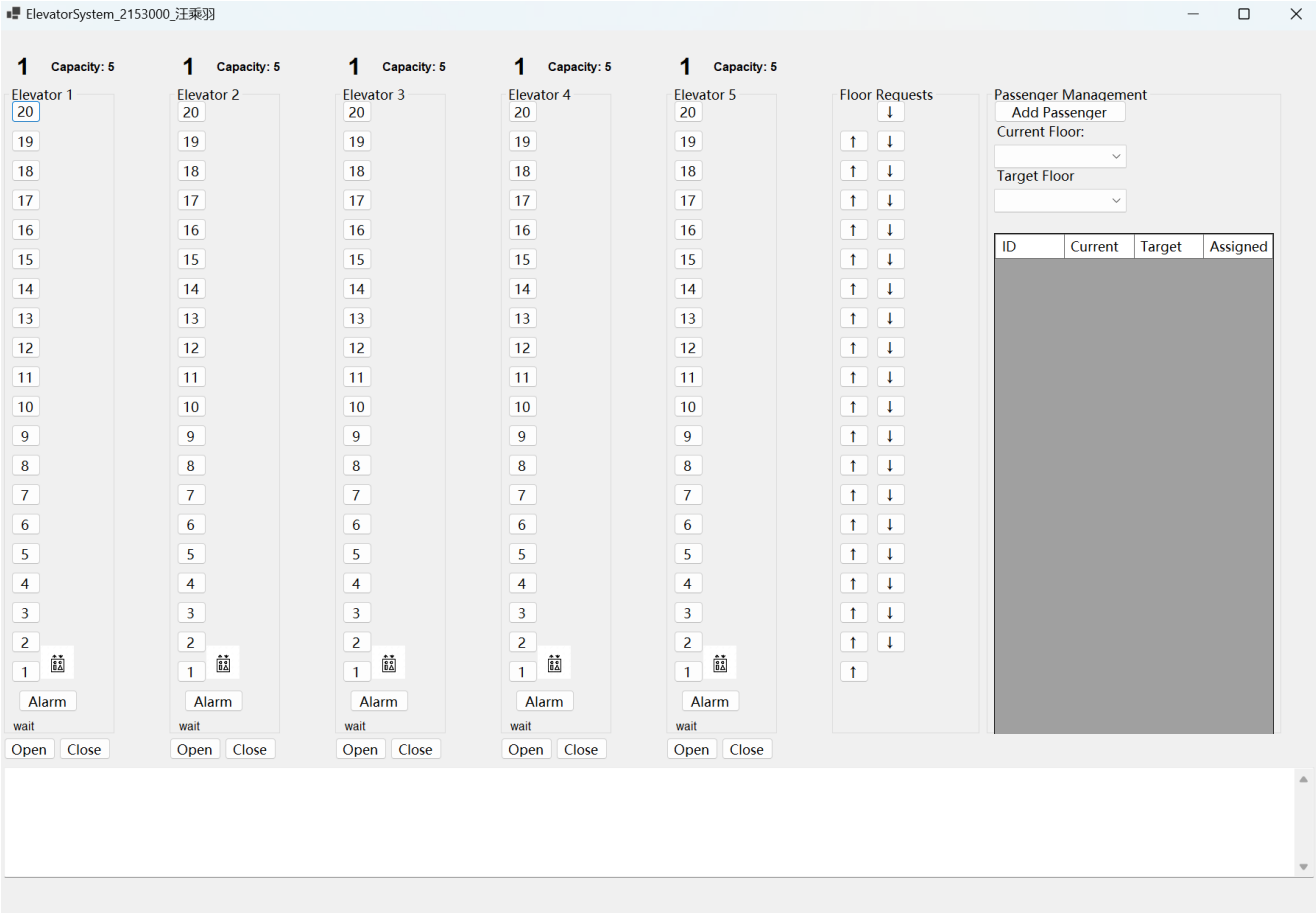 ElevatorSystem_2153000_汪乘羽
1 Capacity: 5 1 Capacity: 5 1 Capacity: 5 1 Capacity: 5 1 Capacity: 5
Elevator 1 Elevator 2 Elevator 3 Elevator 4 Elevator 5 Floor Requests Passenger Management
20 20 20 20 20 ↓ Add Passenger
Current Floor:
19 19 19 19 19 ↑ ↓
18 18 18 18 18 ↑ ↓
Target Floor
17 17 17 17 17 ↑ ↓
16 16 16 16 16 ↑ ↓
ID Current Target Assigned
15 15 15 15 15 ↑ ↓
14 14 14 14 14 ↑ ↓
13 13 13 13 13 ↑ ↓
12 12 12 12 12 ↑ ↓
11 11 11 11 11 ↑ ↓
10 10 10 10 10 ↑ ↓
9 9 9 9 9 ↑ ↓
8 8 8 8 8 ↑ ↓
7 7 7 7 7 ↑ ↓
6 6 6 6 6 ↑ ↓
5 5 5 5 5 ↑ ↓
4 4 4 4 4 ↑ ↓
3 3 3 3 3 ↑ ↓
2 2 2 2 2 ↑ ↓
1 1 1 1 1 ↑
Alarm Alarm Alarm Alarm Alarm
wait wait wait wait wait
Open Close Open Close Open Close Open Close Open Close